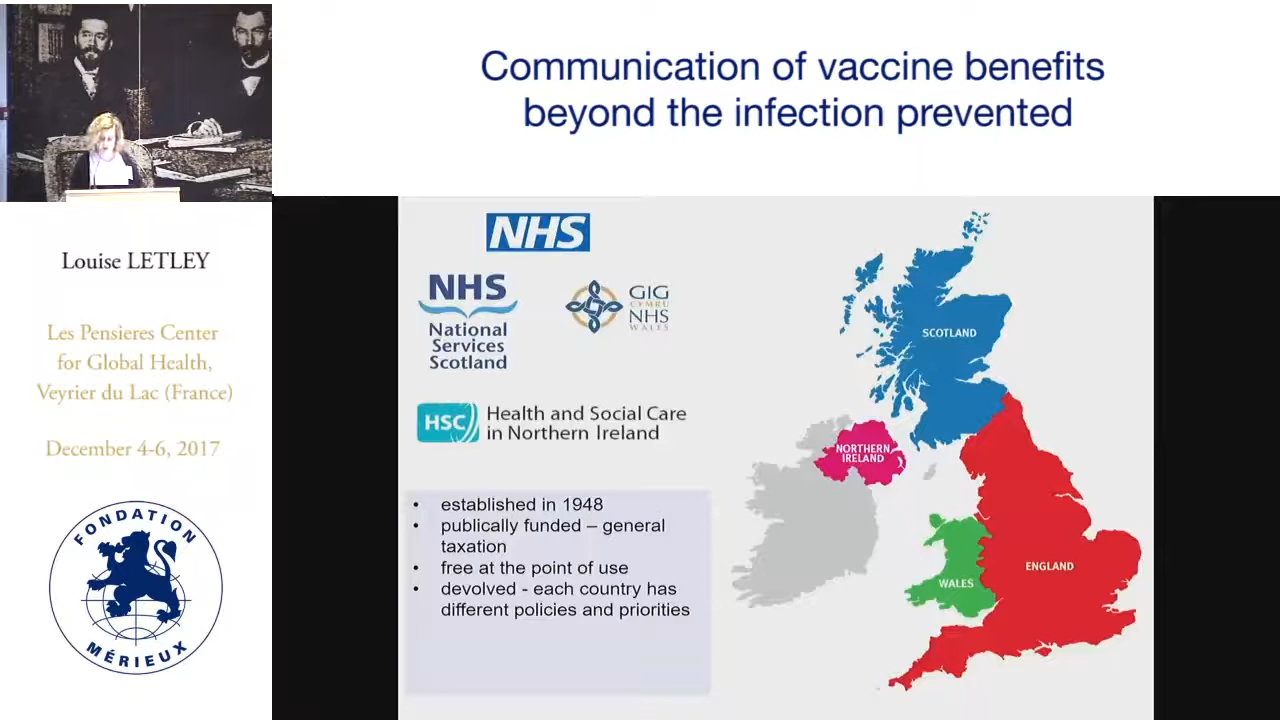 Communication of vaccine benefits
beyond the infection prevented
Louise LETLEY
Les Pensieres Center
for Global Health,
Veyrier du Lac (France)
December 4-6, 2017
FONDATION
MÉRIEUX
NHS
NHS
National
Services
Scotland
GIG
CYMRU
NHS
WALES
HSC
Health and Social Care
in Northern Ireland
• established in 1948
• publically funded – general
taxation
• free at the point of use
• devolved - each country has
different policies and priorities
SCOTLAND
NORTHERN
IRELAND
WALES
ENGLAND